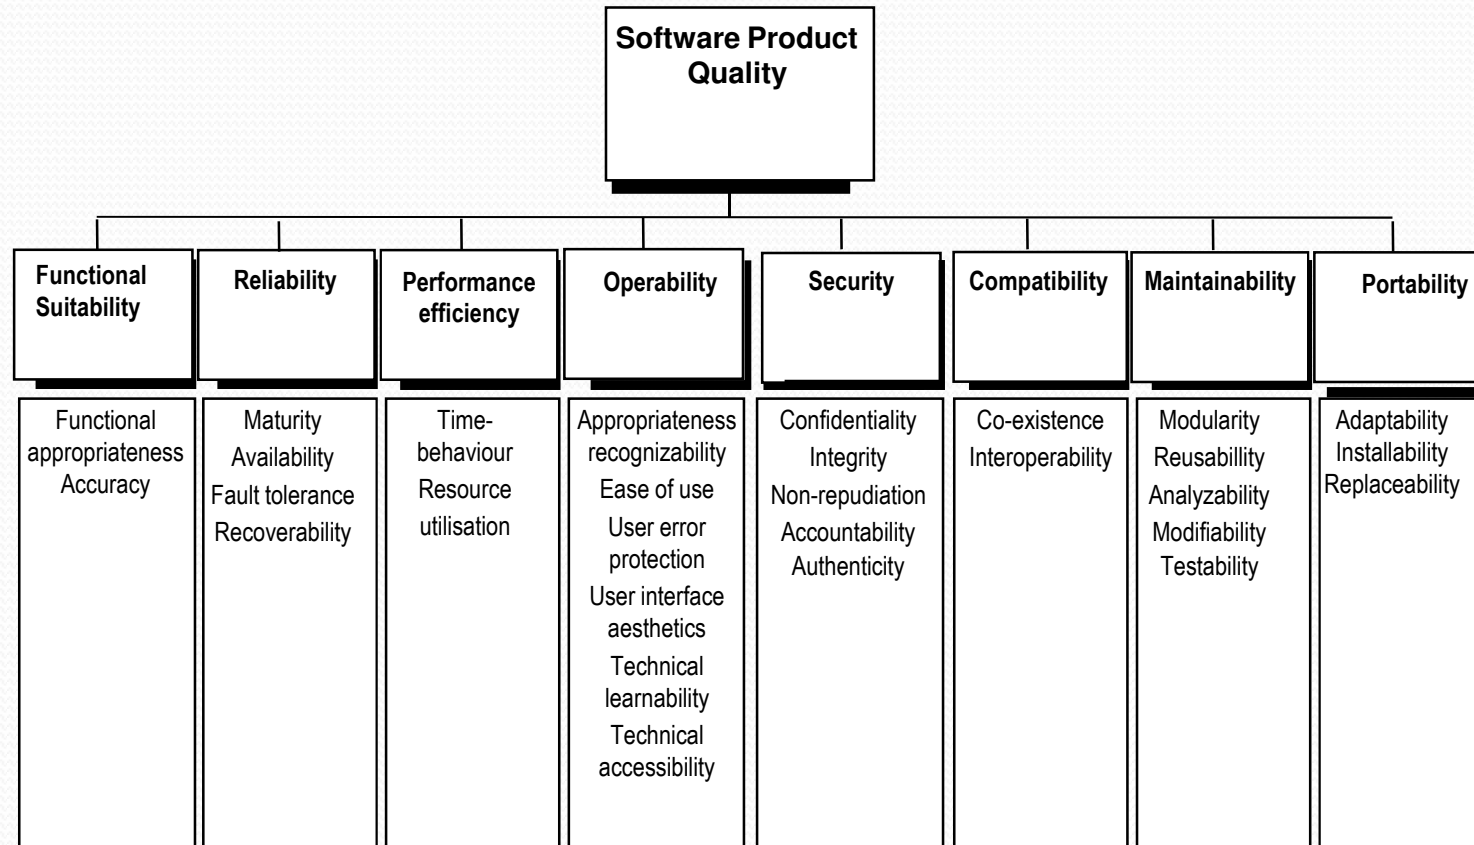 Software Product
Quality
Functional
Suitability
Reliability
Performance
efficiency
Operability
Security
Compatibility
Maintainability
Portability
Functional
appropriateness
Accuracy
Maturity
Availability
Fault tolerance
Recoverability
Time-
behaviour
Resource
utilisation
Appropriateness
recognizability
Ease of use
User error
protection
User interface
aesthetics
Technical
learnability
Technical
accessibility
Confidentiality
Integrity
Non-repudiation
Accountability
Authenticity
Co-existence
Interoperability
Modularity
Reusabillity
Analyzability
Modifiability
Testability
Adaptability
Installability
Replaceability